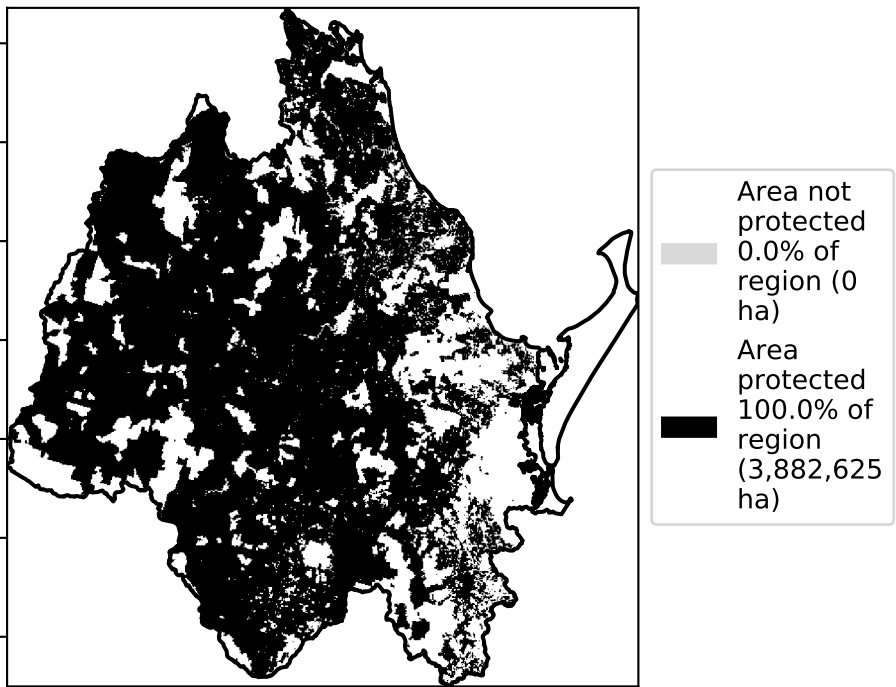 Area not
protected
0.0% of
region (0
ha)
Area
protected
100.0% of
region
(3,882,625
ha)